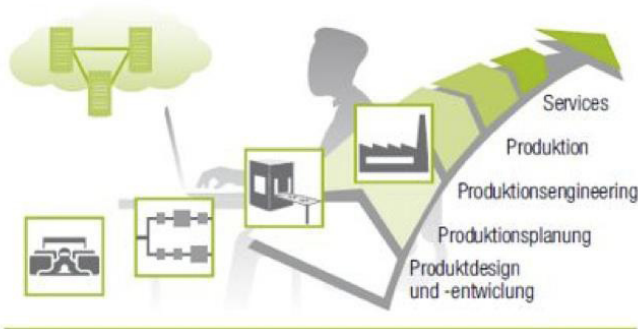 Services
Produktion
Produktionsengineering
Produktionsplanung
Produktdesign
und -entwiclung